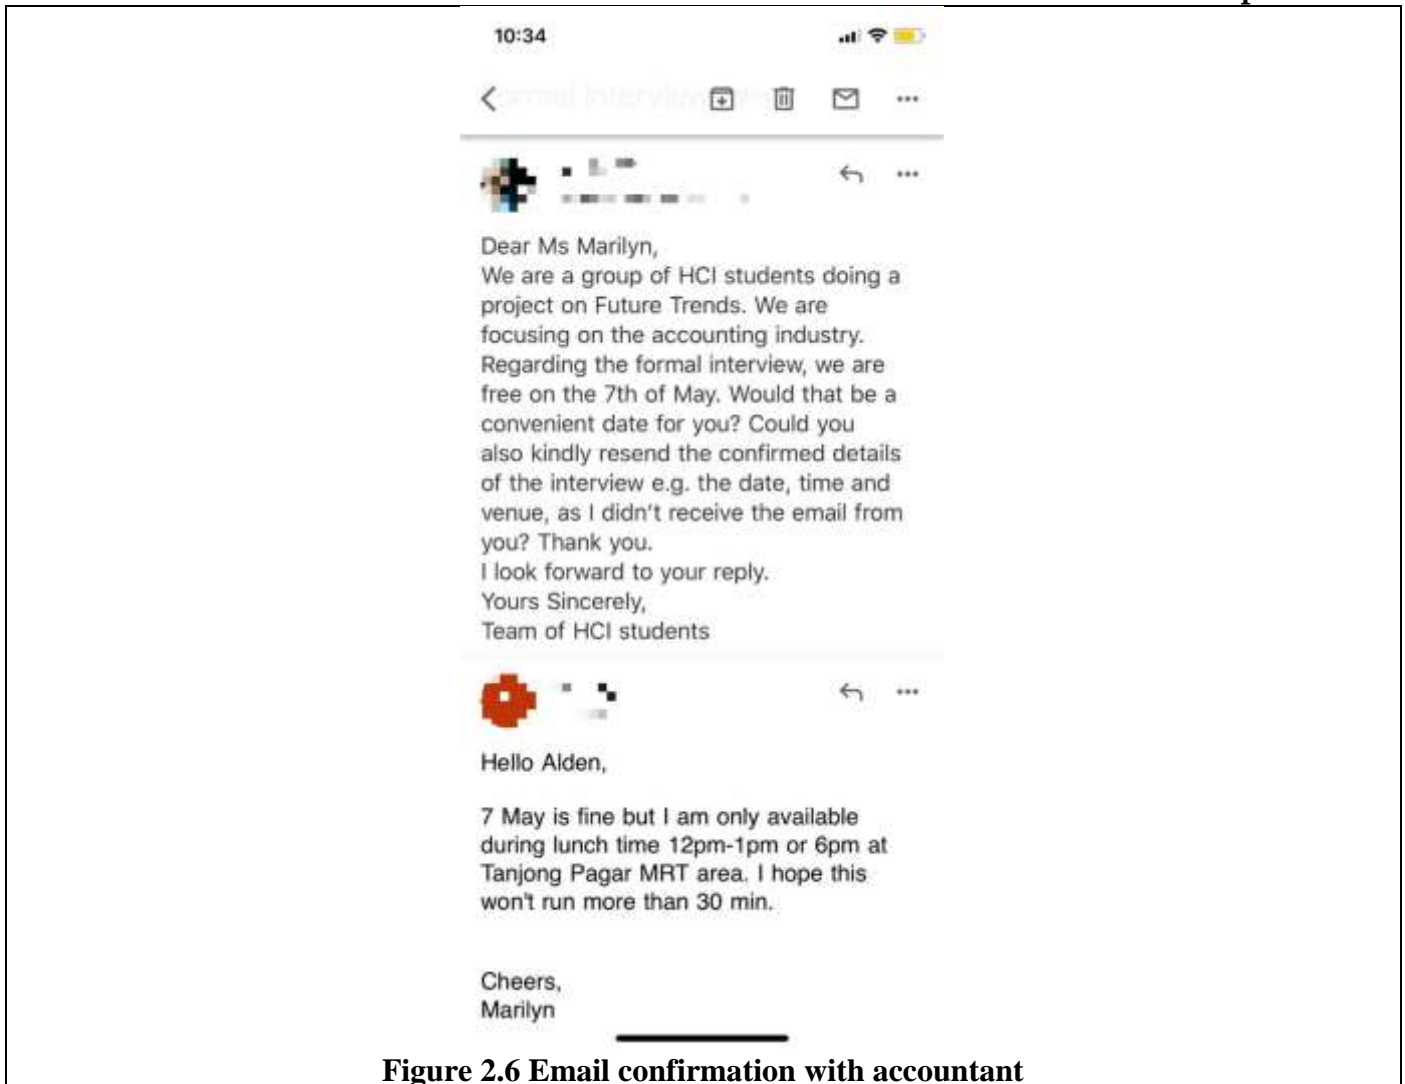 10:34
Formal Interview
Dear Ms Marilyn,
We are a group of HCI students doing a
project on Future Trends. We are
focusing on the accounting industry.
Regarding the formal interview, we are
free on the 7th of May. Would that be a
convenient date for you? Could you
also kindly resend the confirmed details
of the interview e.g. the date, time and
venue, as I didn't receive the email from
you? Thank you.
I look forward to your reply.
Yours Sincerely,
Team of HCI students
Hello Alden,
7 May is fine but I am only available
during lunch time 12pm-1pm or 6pm at
Tanjong Pagar MRT area. I hope this
won't run more than 30 min.
Cheers,
Marilyn
Figure 2.6 Email confirmation with accountant